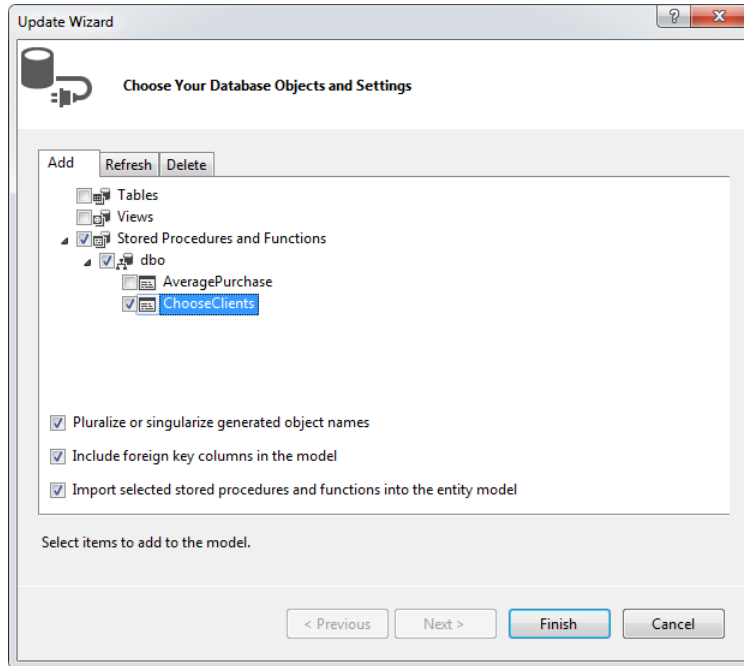 Update Wizard
Choose Your Database Objects and Settings
Add Refresh Delete
Tables
Views
Stored Procedures and Functions
dbo
AveragePurchase
ChooseClients
Pluralize or singularize generated object names
Include foreign key columns in the model
Import selected stored procedures and functions into the entity model
Select items to add to the model.
< Previous Next > Finish Cancel